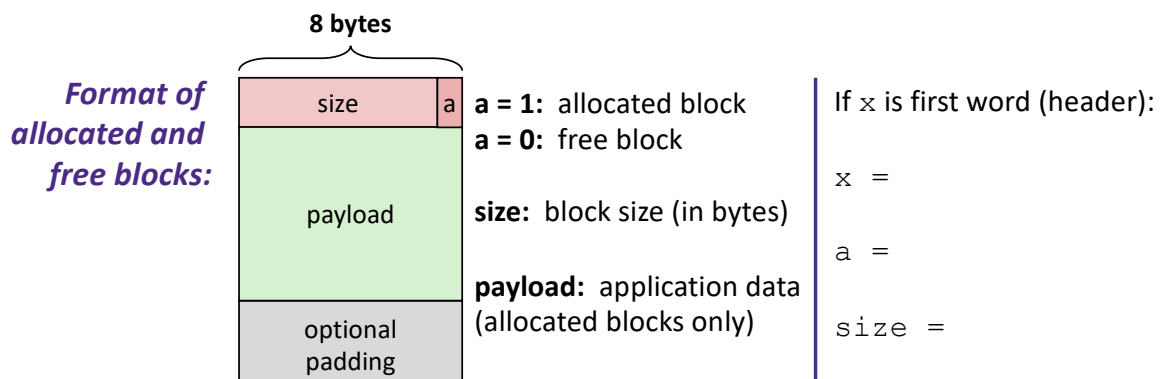 8 bytes
Format of
allocated and
free blocks:
size
a
payload
optional
padding
a = 1: allocated block
a = 0: free block
size: block size (in bytes)
payload: application data
(allocated blocks only)
If x is first word (header):
x =
a =
size =